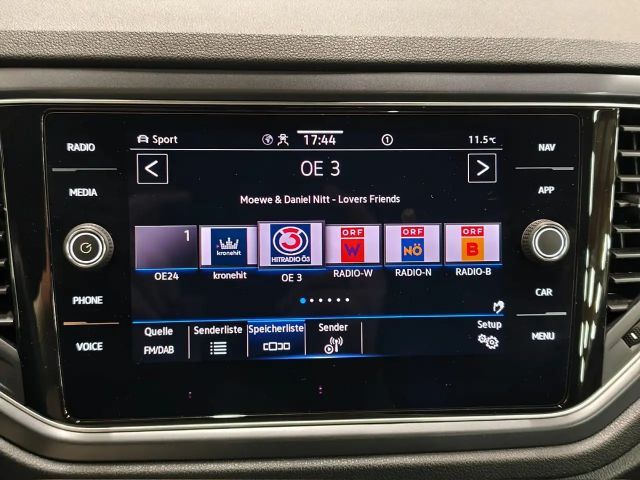 RADIO
MEDIA
PHONE
VOICE
Sport
17:44
1
11.5°C
OE 3
Moewe & Daniel Nitt - Lovers Friends
1
kronehit
3
HITRADIO Ö3
ORF
W
ORF
NÖ
ORF
B
OE24
kronehit
OE 3
RADIO-W
RADIO-N
RADIO-B
Quelle
FM/DAB
Senderliste
Speicherliste
Sender
Setup
NAV
APP
CAR
MENU